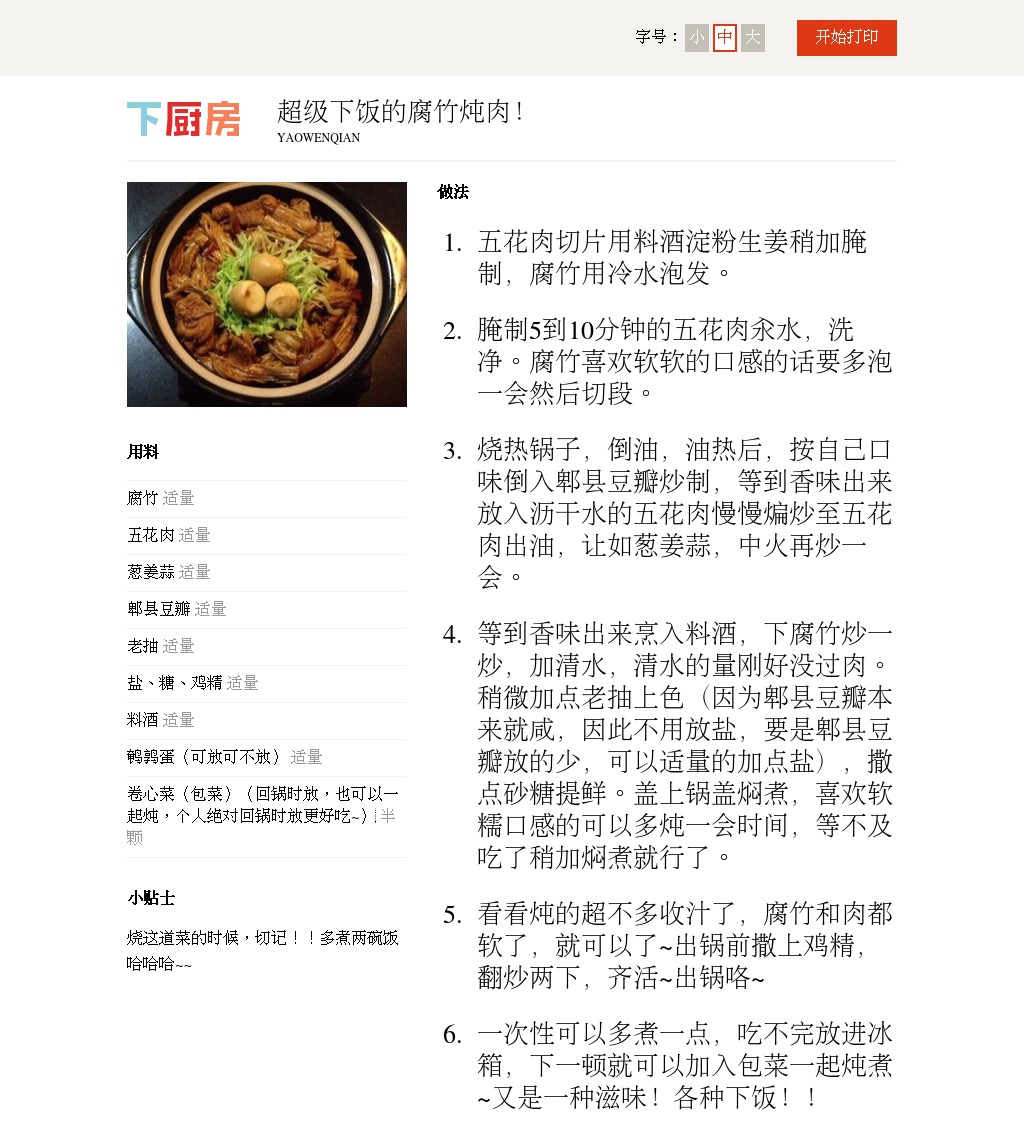 字号： 小 中 大 开始打印
下厨房
超级下饭的腐竹炖肉！
YAOWENQIAN
用料
腐竹 适量
五花肉 适量
葱姜蒜 适量
郫县豆瓣 适量
老抽 适量
盐、糖、鸡精 适量
料酒 适量
鹌鹑蛋（可放可不放） 适量
卷心菜（包菜）（回锅时放，也可以一
起炖，个人绝对回锅时放更好吃~） 半
颗
小贴士
烧这道菜的时候，切记！！多煮两碗饭
哈哈哈~~
做法
1. 五花肉切片用料酒淀粉生姜稍加腌
制，腐竹用冷水泡发。
2. 腌制5到10分钟的五花肉汆水，洗
净。腐竹喜欢软软的口感的话要多泡
一会然后切段。
3. 烧热锅子，倒油，油热后，按自己口
味倒入郫县豆瓣炒制，等到香味出来
放入沥干水的五花肉慢慢煸炒至五花
肉出油，让如葱姜蒜，中火再炒一
会。
4. 等到香味出来烹入料酒，下腐竹炒一
炒，加清水，清水的量刚好没过肉。
稍微加点老抽上色（因为郫县豆瓣本
来就咸，因此不用放盐，要是郫县豆
瓣放的少，可以适量的加点盐），撒
点砂糖提鲜。盖上锅盖焖煮，喜欢软
糯口感的可以多炖一会时间，等不及
吃了稍加焖煮就行了。
5. 看看炖的超不多收汁了，腐竹和肉都
软了，就可以了~出锅前撒上鸡精，
翻炒两下，齐活~出锅咯~
6. 一次性可以多煮一点，吃不完放进冰
箱，下一顿就可以加入包菜一起炖煮
~又是一种滋味！各种下饭！！